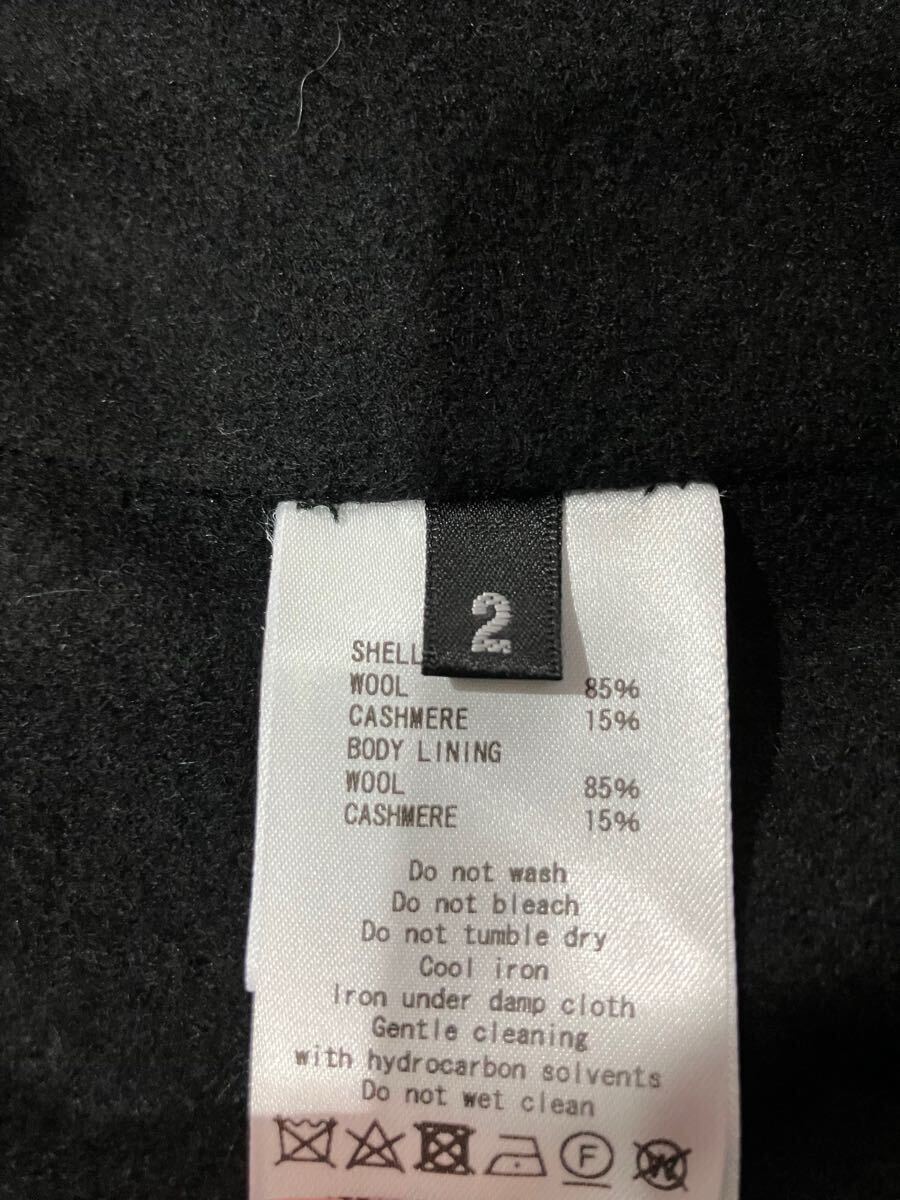 2
SHELL
WOOL 85%
CASHMERE 15%
BODY LINING
WOOL 85%
CASHMERE 15%
Do not wash
Do not bleach
Do not tumble dry
Cool iron
Iron under damp cloth
Gentle cleaning
with hydrocarbon solvents
Do not wet clean
F
W